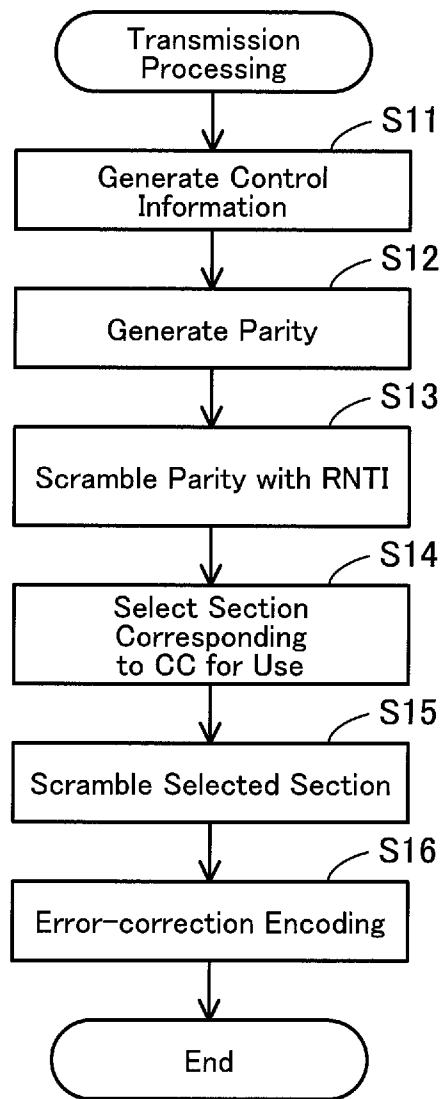 Transmission
Processing
S11
Generate Control
Information
S12
Generate Parity
S13
Scramble Parity with RNTI
S14
Select Section
Corresponding
to CC for Use
S15
Scramble Selected Section
S16
Error-correction Encoding
End